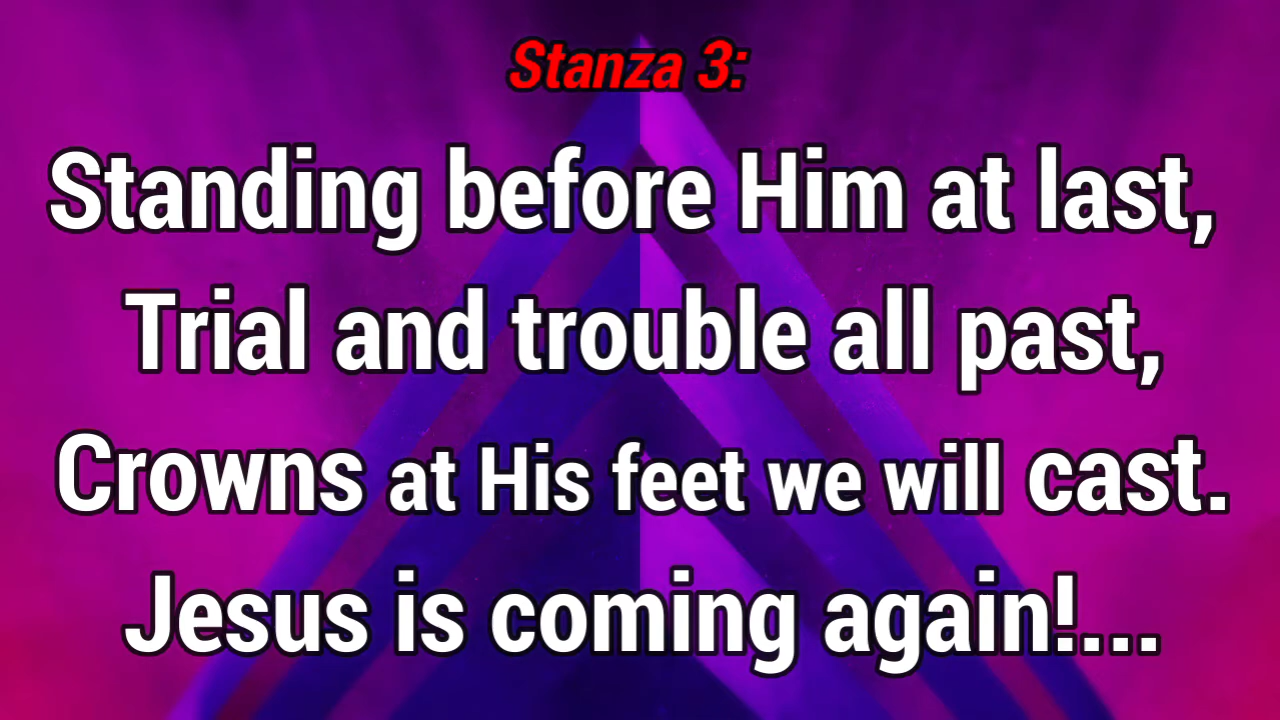 Stanza 3:
Standing before Him at last,
Trial and trouble all past,
Crowns at His feet we will cast.
Jesus is coming again!...